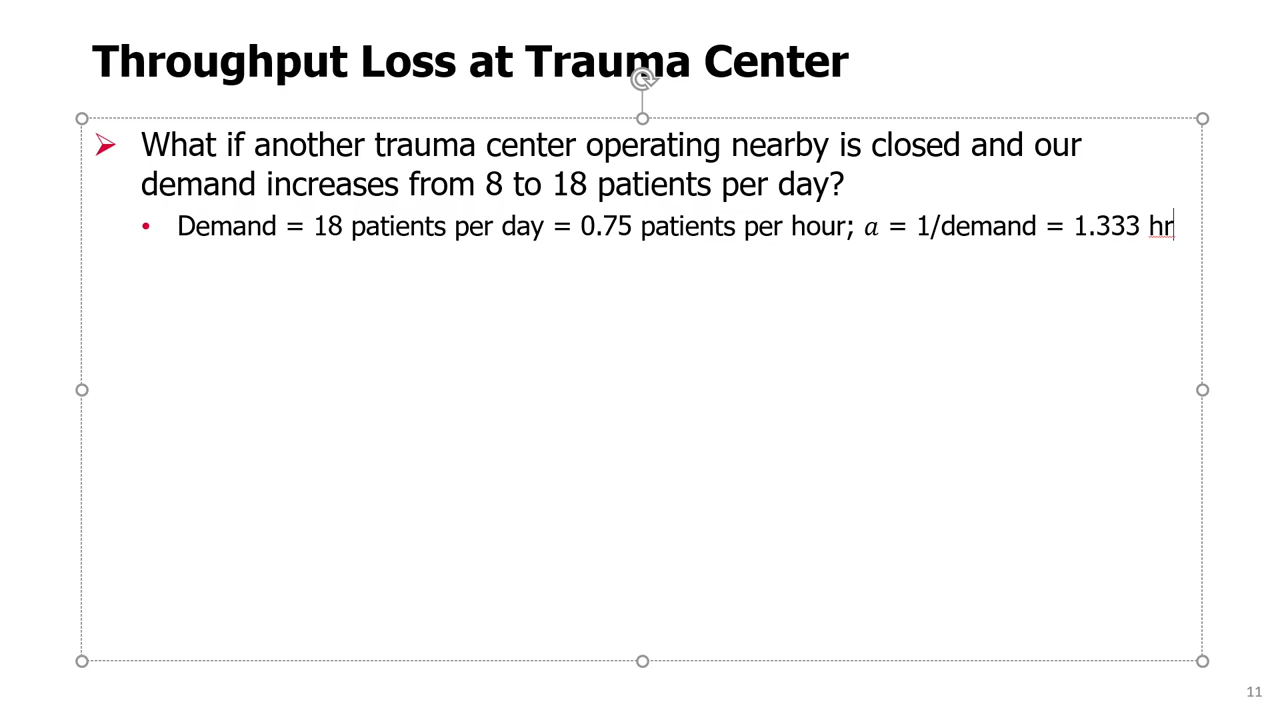 Throughput Loss at Trauma Center
What if another trauma center operating nearby is closed and our
demand increases from 8 to 18 patients per day?
Demand = 18 patients per day = 0.75 patients per hour; 𝑎 = 1/demand = 1.333 hr
11